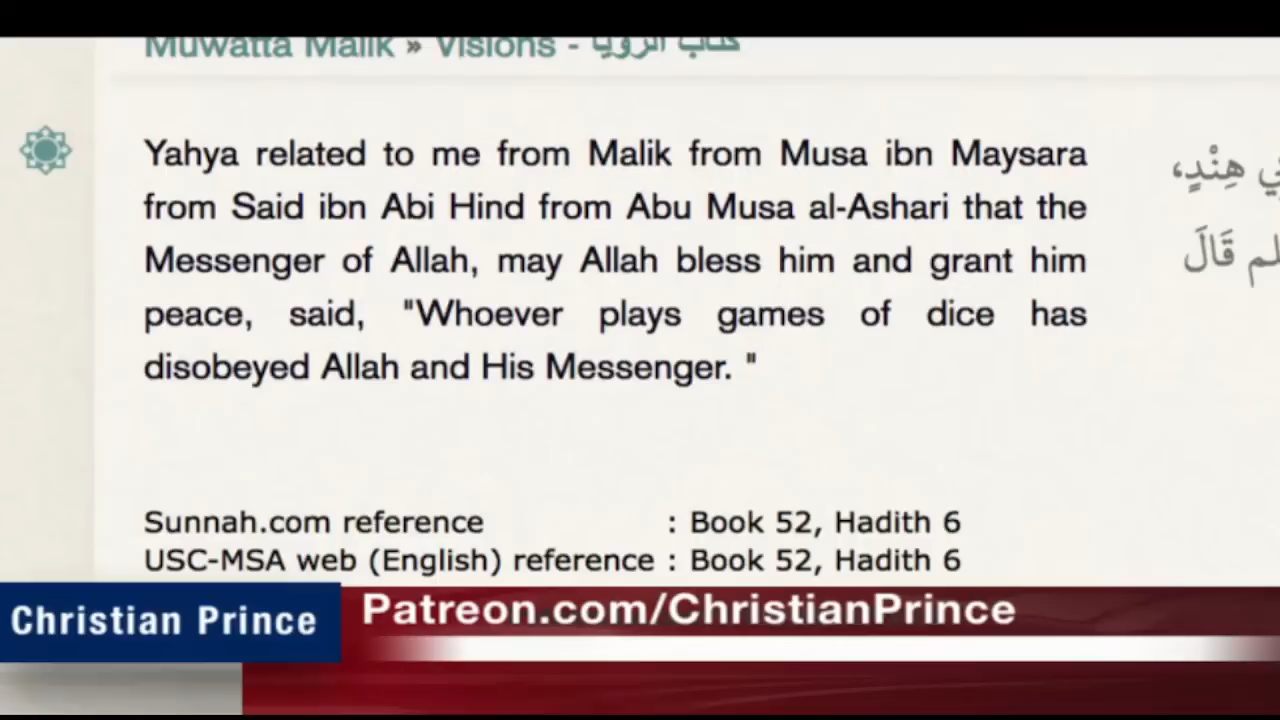 Muwatta Malik » Visions - كتاب الرؤيا
Yahya related to me from Malik from Musa ibn Maysara
from Said ibn Abi Hind from Abu Musa al-Ashari that the
Messenger of Allah, may Allah bless him and grant him
peace, said, "Whoever plays games of dice has
disobeyed Allah and His Messenger. "
هِنْدٍ،
قَالَ
Sunnah.com reference : Book 52, Hadith 6
USC-MSA web (English) reference : Book 52, Hadith 6
Christian Prince
Patreon.com/ChristianPrince